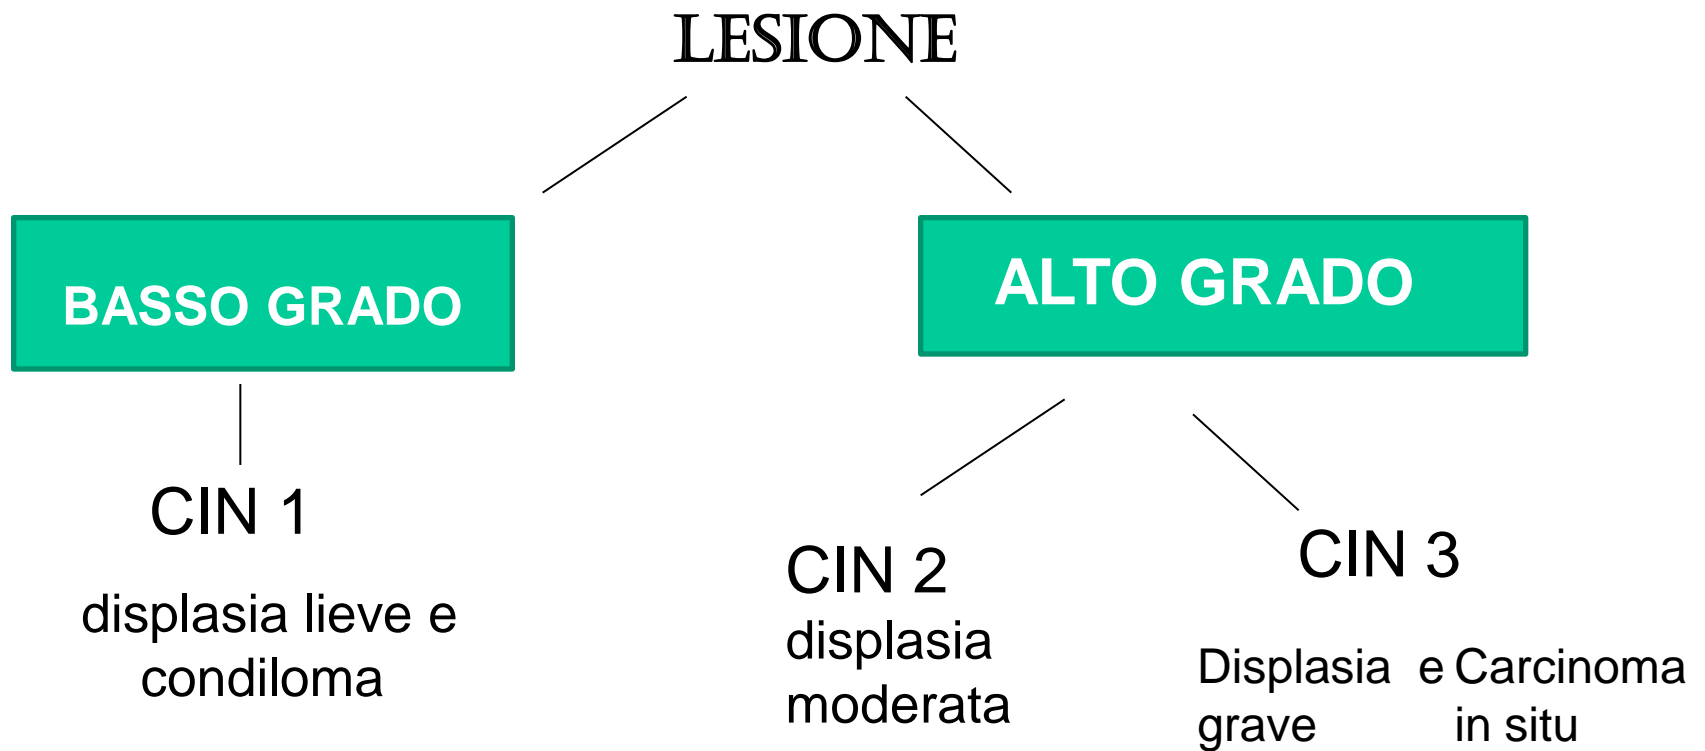 LESIONE
BASSO GRADO
ALTO GRADO
CIN 1
displasia lieve e
condiloma
CIN 2
displasia
moderata
CIN 3
Displasia e Carcinoma
grave in situ